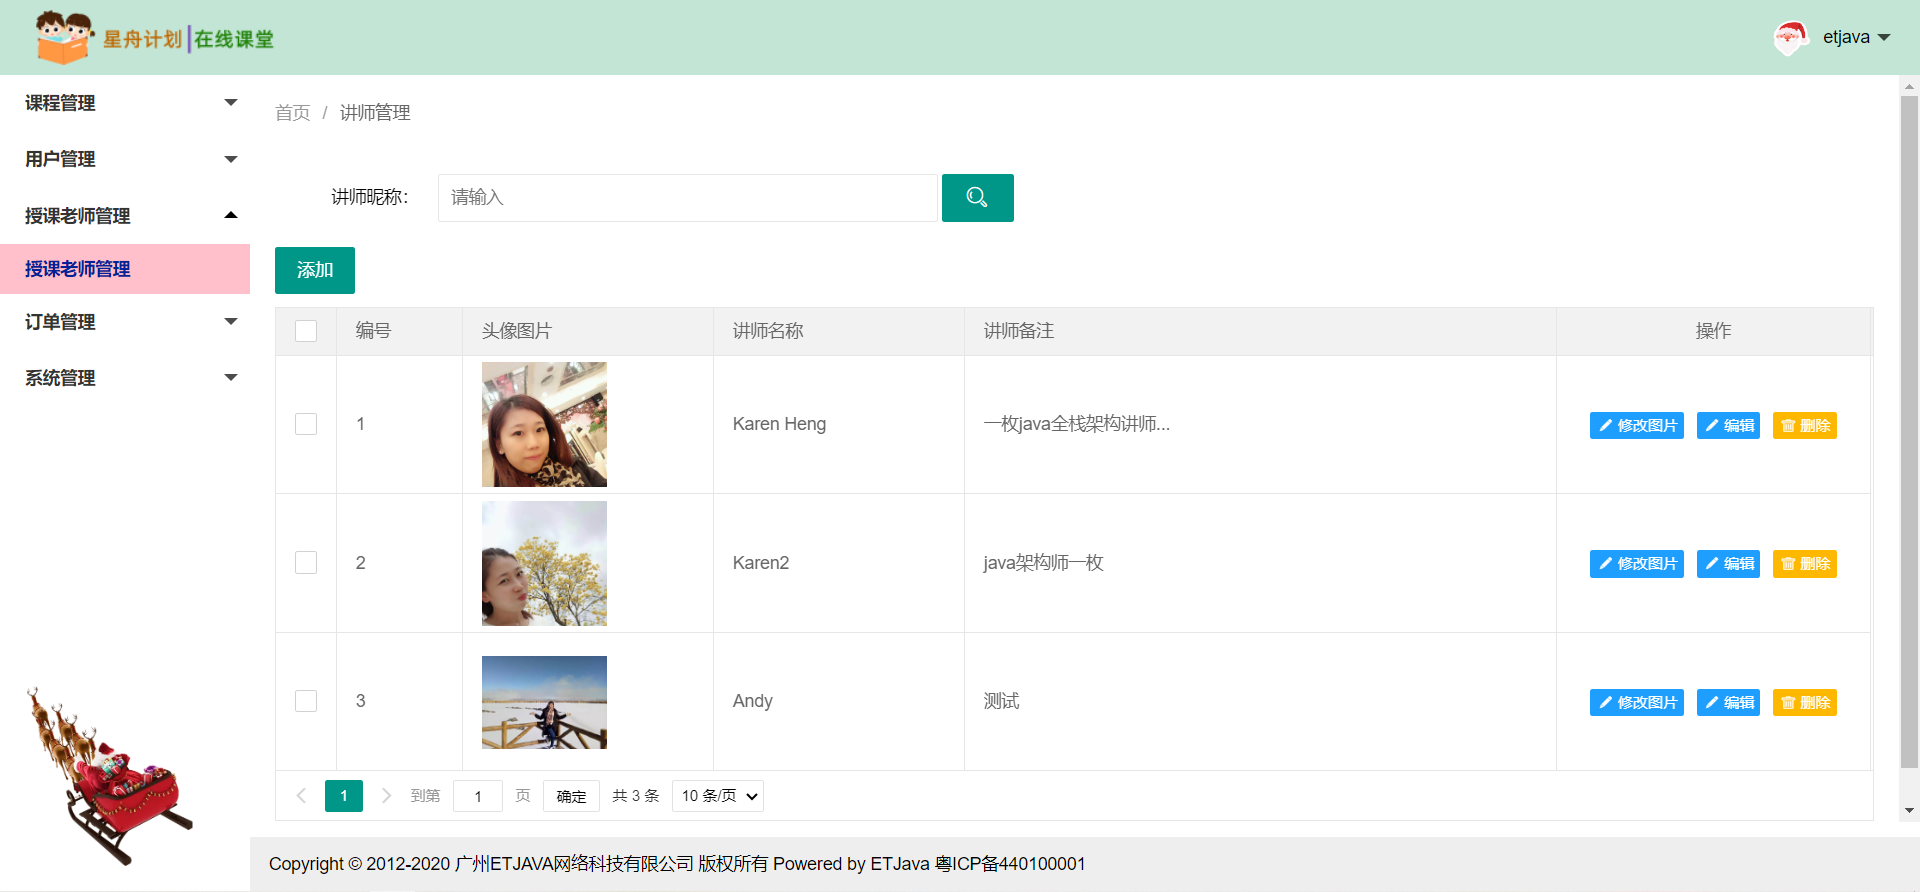 星舟计划|在线课堂
etjava
课程管理
用户管理
授课老师管理
授课老师管理
订单管理
系统管理
首页 / 讲师管理
讲师昵称：
请输入
添加
编号 头像图片 讲师名称 讲师备注 操作
1 Karen Heng 一枚java全栈架构讲师... 修改图片 编辑 删除
2 Karen2 java架构师一枚 修改图片 编辑 删除
3 Andy 测试 修改图片 编辑 删除
1 到第 1 页 确定 共 3 条 10 条/页
Copyright © 2012-2020 广州ETJAVA网络科技有限公司 版权所有 Powered by ETJava 粤ICP备440100001